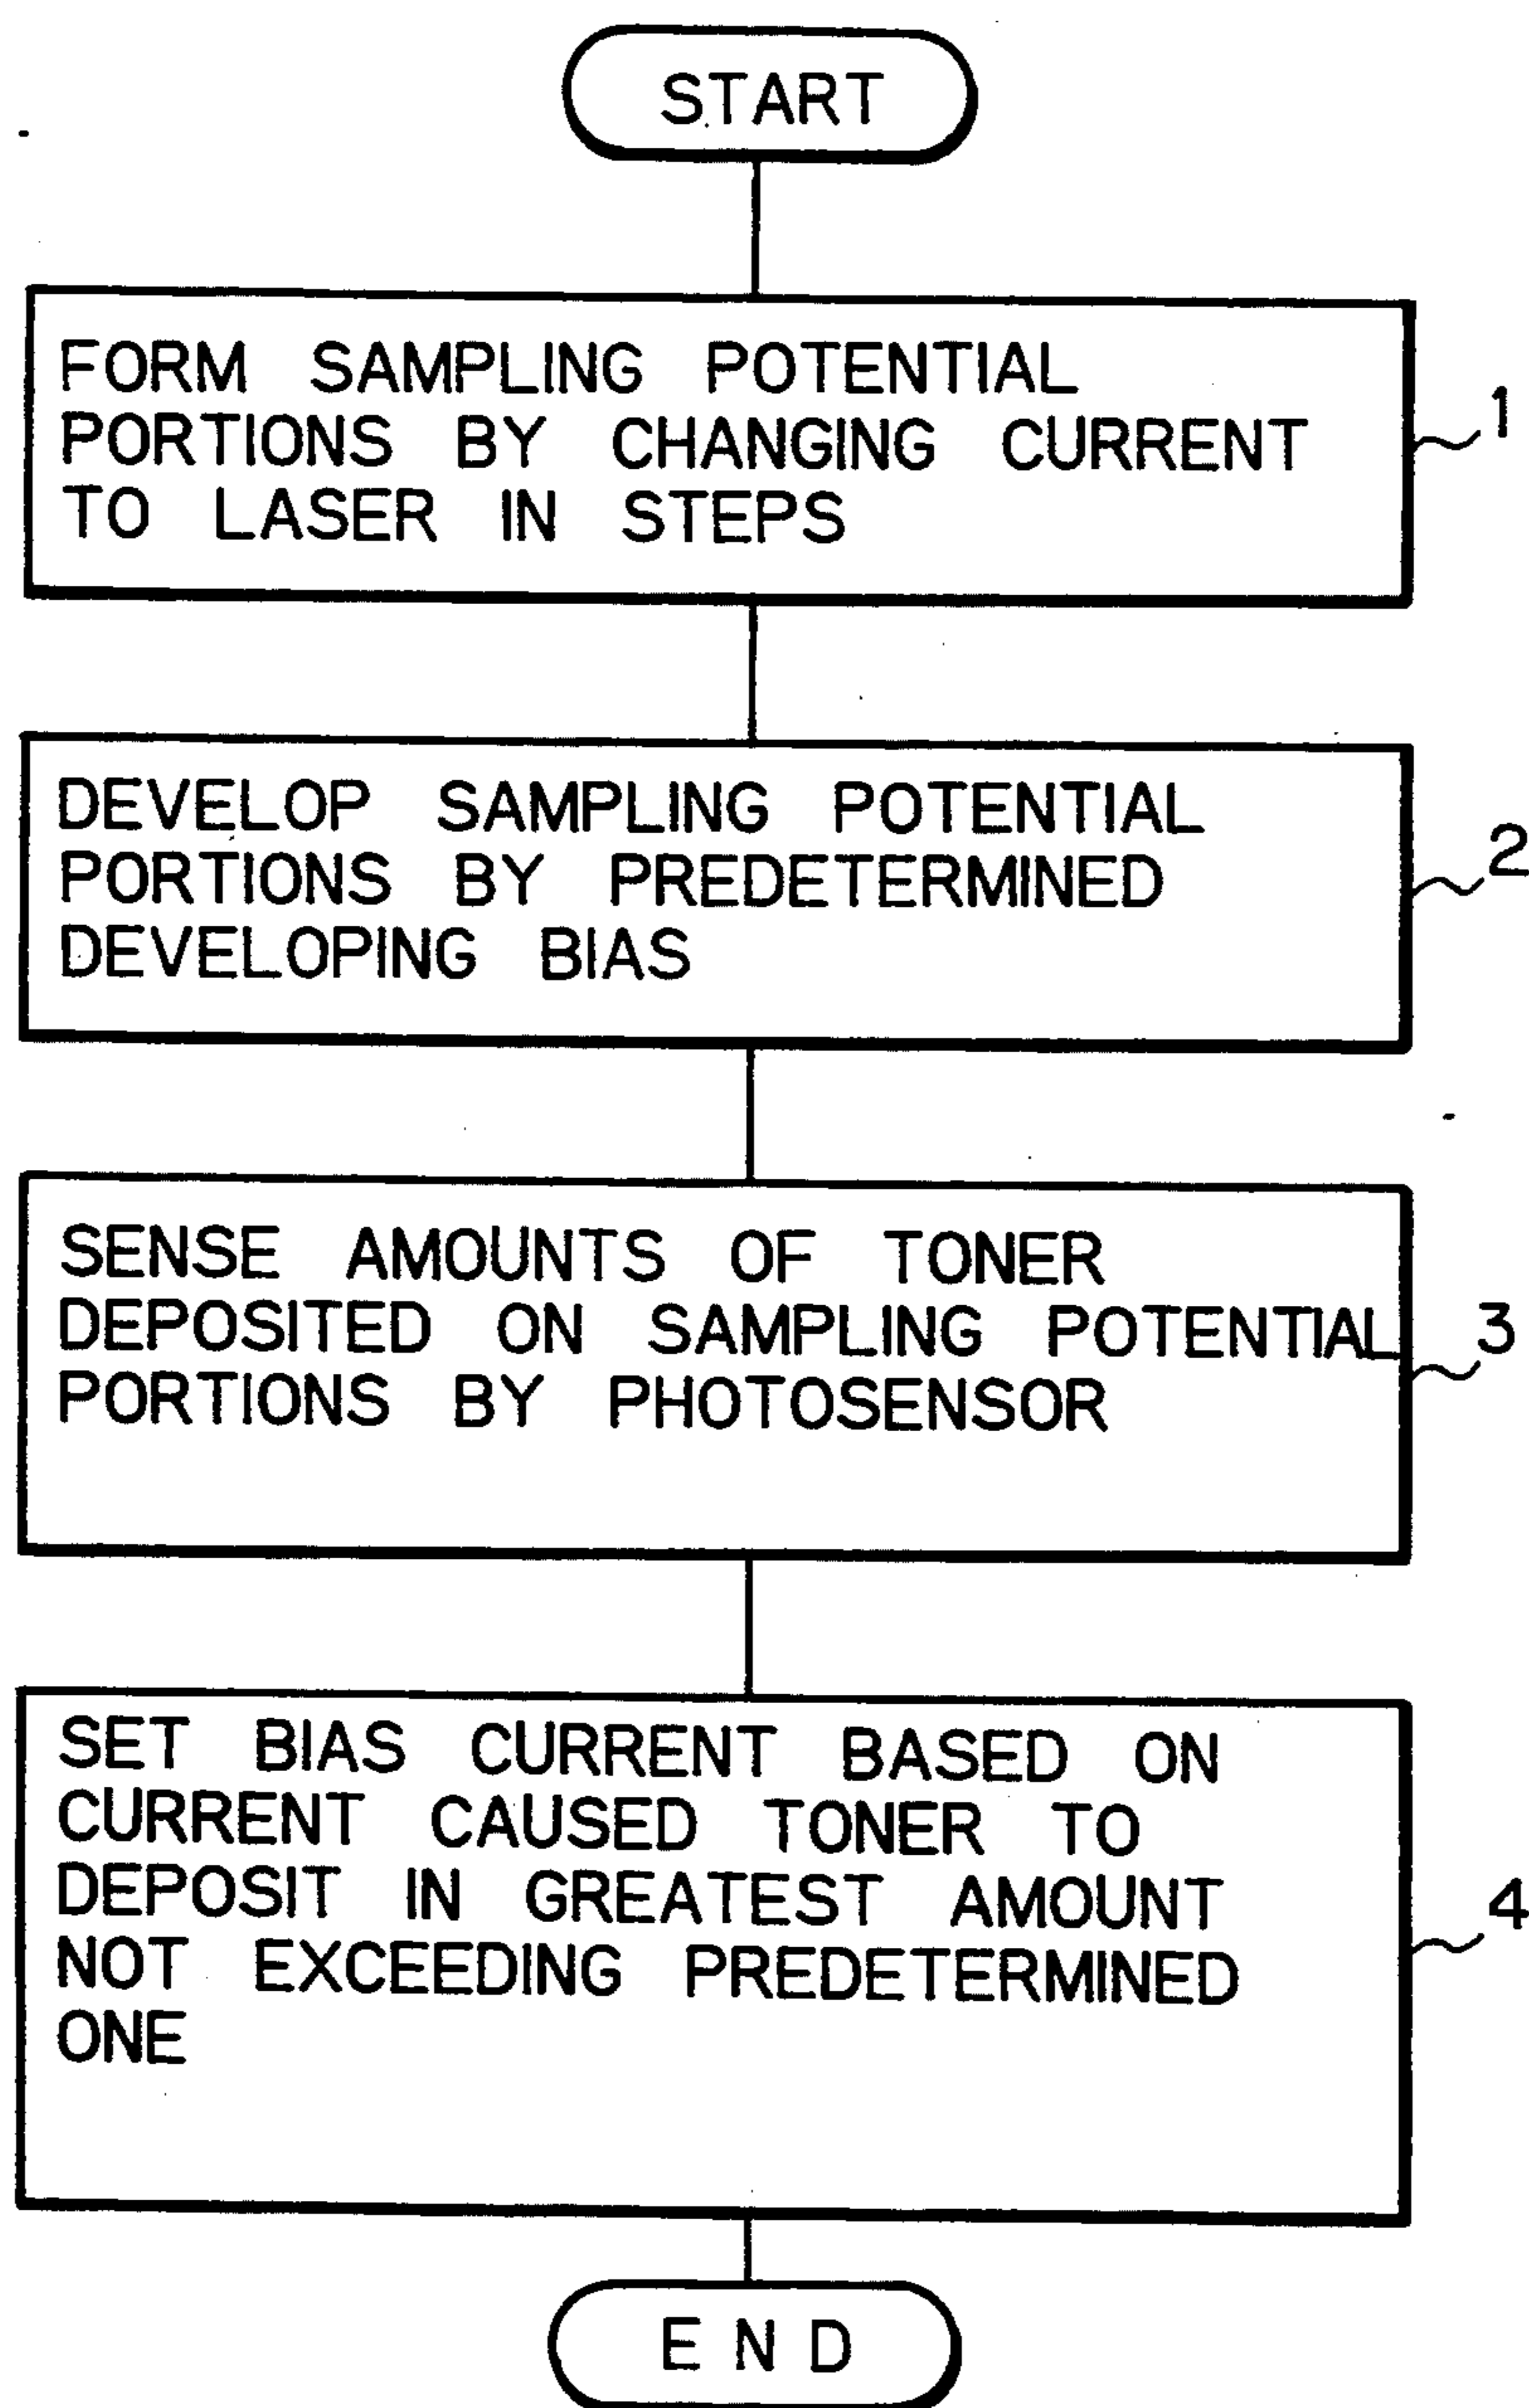 START
FORM SAMPLING POTENTIAL
PORTIONS BY CHANGING CURRENT
TO LASER IN STEPS
1
DEVELOP SAMPLING POTENTIAL
PORTIONS BY PREDETERMINED
DEVELOPING BIAS
2
SENSE AMOUNTS OF TONER
DEPOSITED ON SAMPLING POTENTIAL
PORTIONS BY PHOTOSENSOR
3
SET BIAS CURRENT BASED ON
CURRENT CAUSED TONER TO
DEPOSIT IN GREATEST AMOUNT
NOT EXCEEDING PREDETERMINED
ONE
4
END